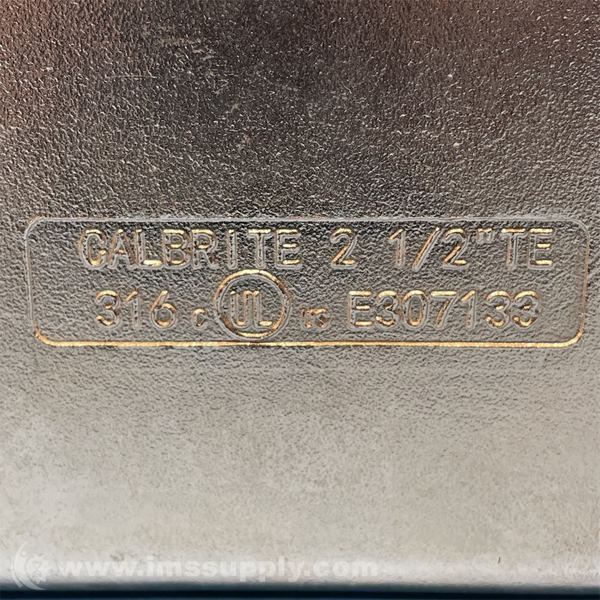 CALBRITE 2 1/2"TE
316 c UL us E307133
www.imssupply.com